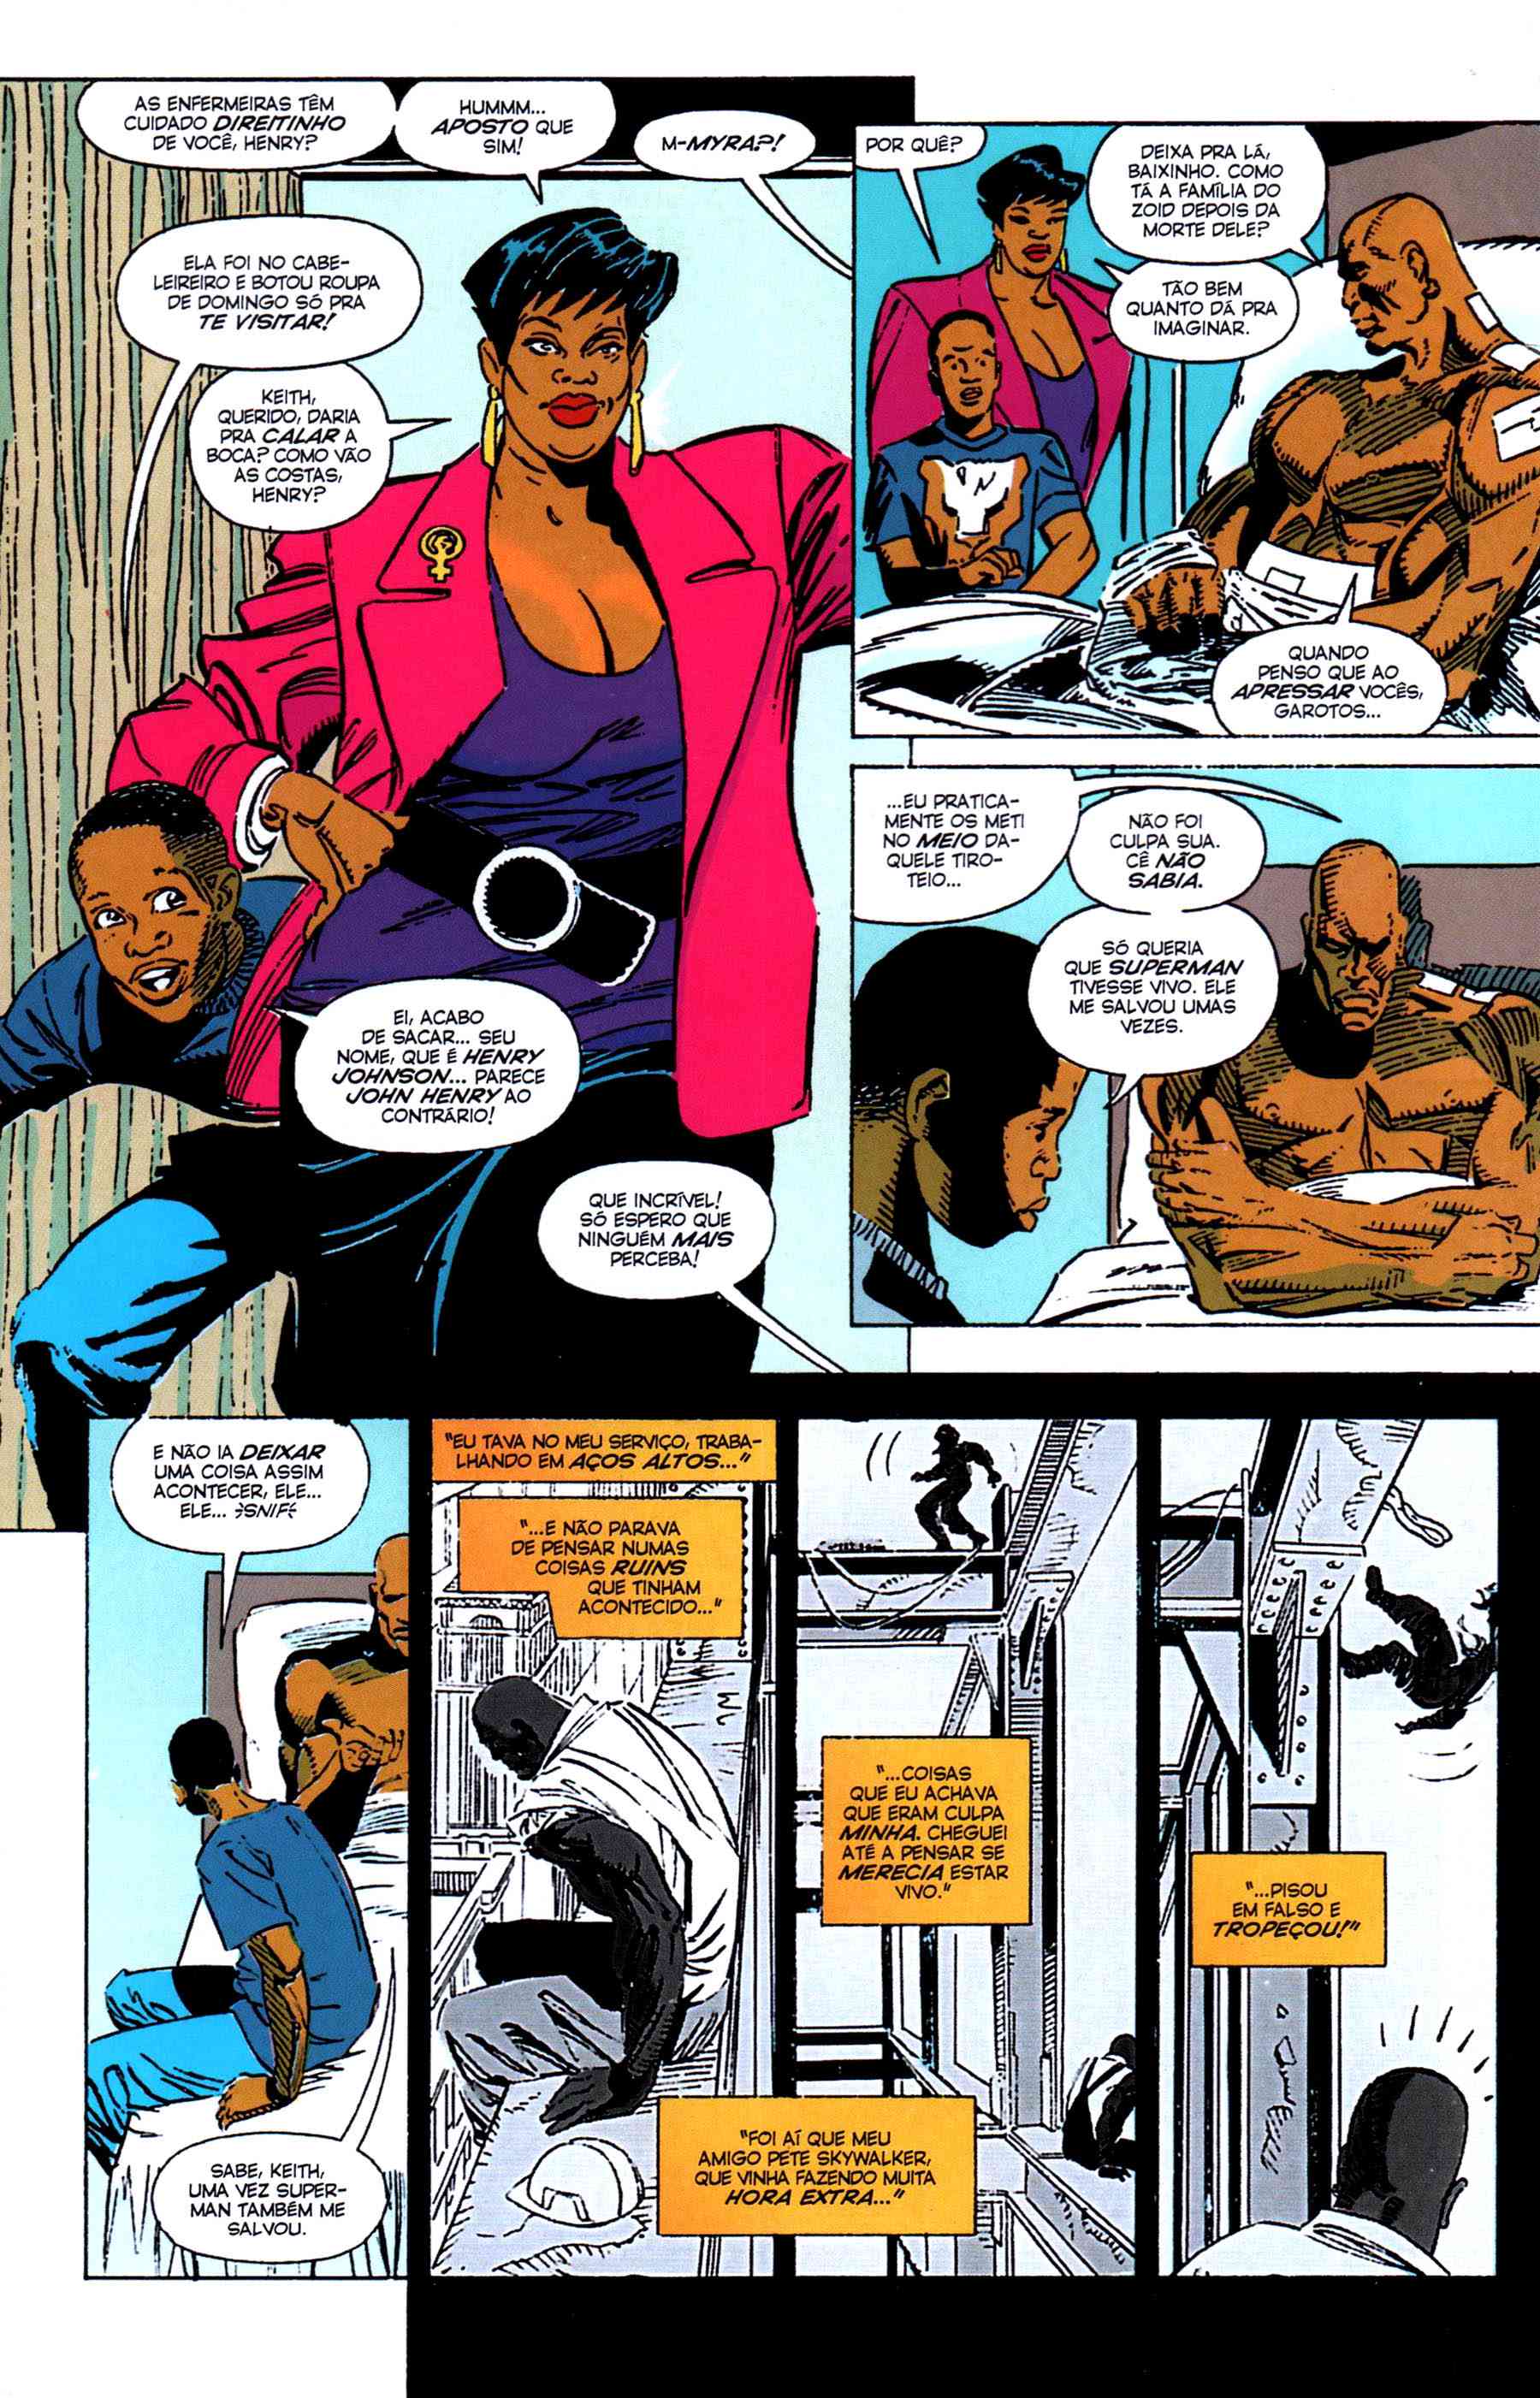 AS ENFERMEIRAS TÊM
CUIDADO DIREITINHO
DE VOCÊ, HENRY?
HUMMM...
APOSTO QUE
SIM!
M-MYRA?!
ELA FOI NO CABE-
LEIREIRO E BOTOU ROUPA
DE DOMINGO SÓ PRA
TE VISITAR!
KEITH,
QUERIDO, DARIA
PRA CALAR A
BOCA? COMO VÃO
AS COSTAS,
HENRY?
EI, ACABO
DE SACAR... SEU
NOME, QUE É HENRY
JOHNSON... PARECE
JOHN HENRY AO
CONTRÁRIO!
QUE INCRÍVEL!
SÓ ESPERO QUE
NINGUÉM MAIS
PERCEBA!
POR QUÊ?
DEIXA PRA LÁ,
BAIXINHO. COMO
TÁ A FAMÍLIA DO
ZOID DEPOIS DA
MORTE DELE?
TÃO BEM
QUANTO DÁ PRA
IMAGINAR.
QUANDO
PENSO QUE AO
APRESSAR VOCÊS,
GAROTOS...
...EU PRATICA-
MENTE OS METI
NO MEIO DA-
QUELE TIRO-
TEIO...
NÃO FOI
CULPA SUA.
CÊ NÃO
SABIA.
SÓ QUERIA
QUE SUPERMAN
TIVESSE VIVO. ELE
ME SALVOU UMAS
VEZES.
E NÃO IA DEIXAR
UMA COISA ASSIM
ACONTECER, ELE...
ELE... SNIF
SABE, KEITH,
UMA VEZ SUPER-
MAN TAMBÉM ME
SALVOU.
"EU TAVA NO MEU SERVIÇO, TRABA-
LHANDO EM AÇOS ALTOS..."
"...E NÃO PARAVA
DE PENSAR NUMAS
COISAS RUINS
QUE TINHAM
ACONTECIDO..."
"...COISAS
QUE EU ACHAVA
QUE ERAM CULPA
MINHA. CHEGUEI
ATÉ A PENSAR SE
MERECIA ESTAR
VIVO."
"FOI AÍ QUE MEU
AMIGO PETE SKYWALKER,
QUE VINHA FAZENDO MUITA
HORA EXTRA..."
"...PISOU
EM FALSO E
TROPEÇOU!"